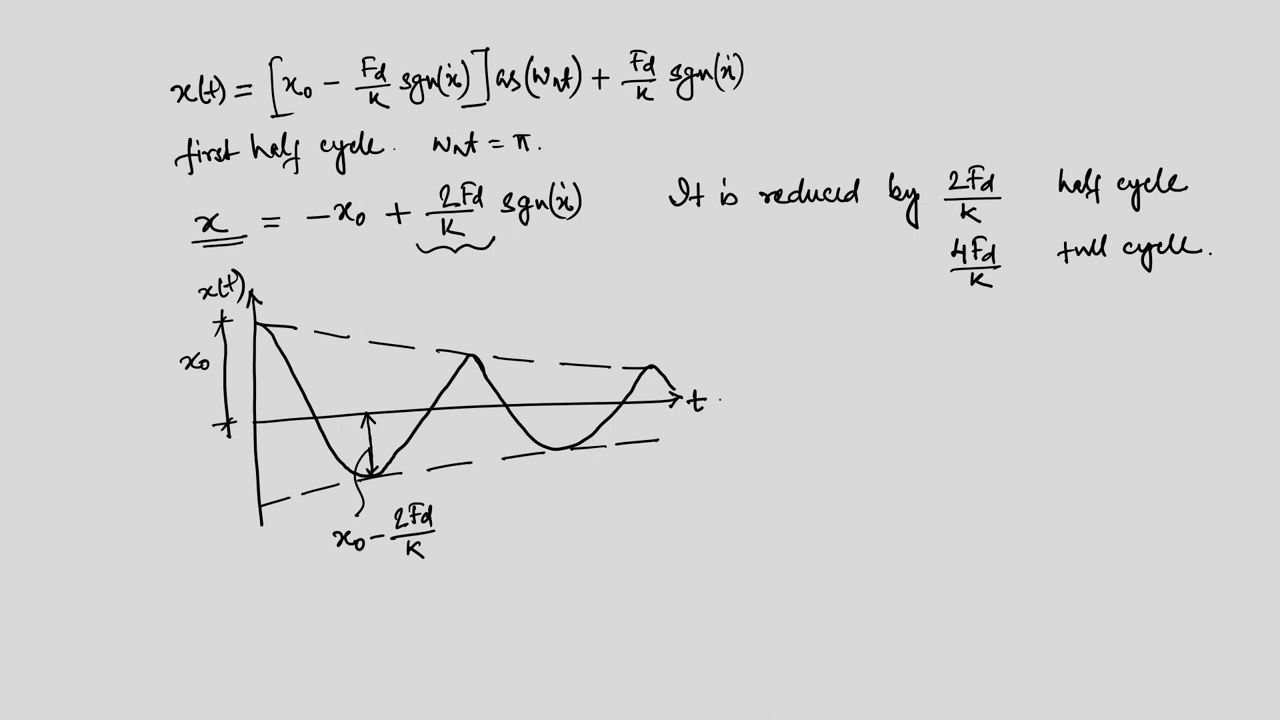 x(t) = [x₀ − Fd/K sgn(ẋ)] cos(ωₙt) + Fd/K sgn(ẋ)
first half cycle. ωₙt = π.
x = −x₀ + 2Fd/K sgn(ẋ)
It is reduced by 2Fd/K half cycle
4Fd/K full cycle.
x(t)
x₀
t
x₀ − 2Fd/K